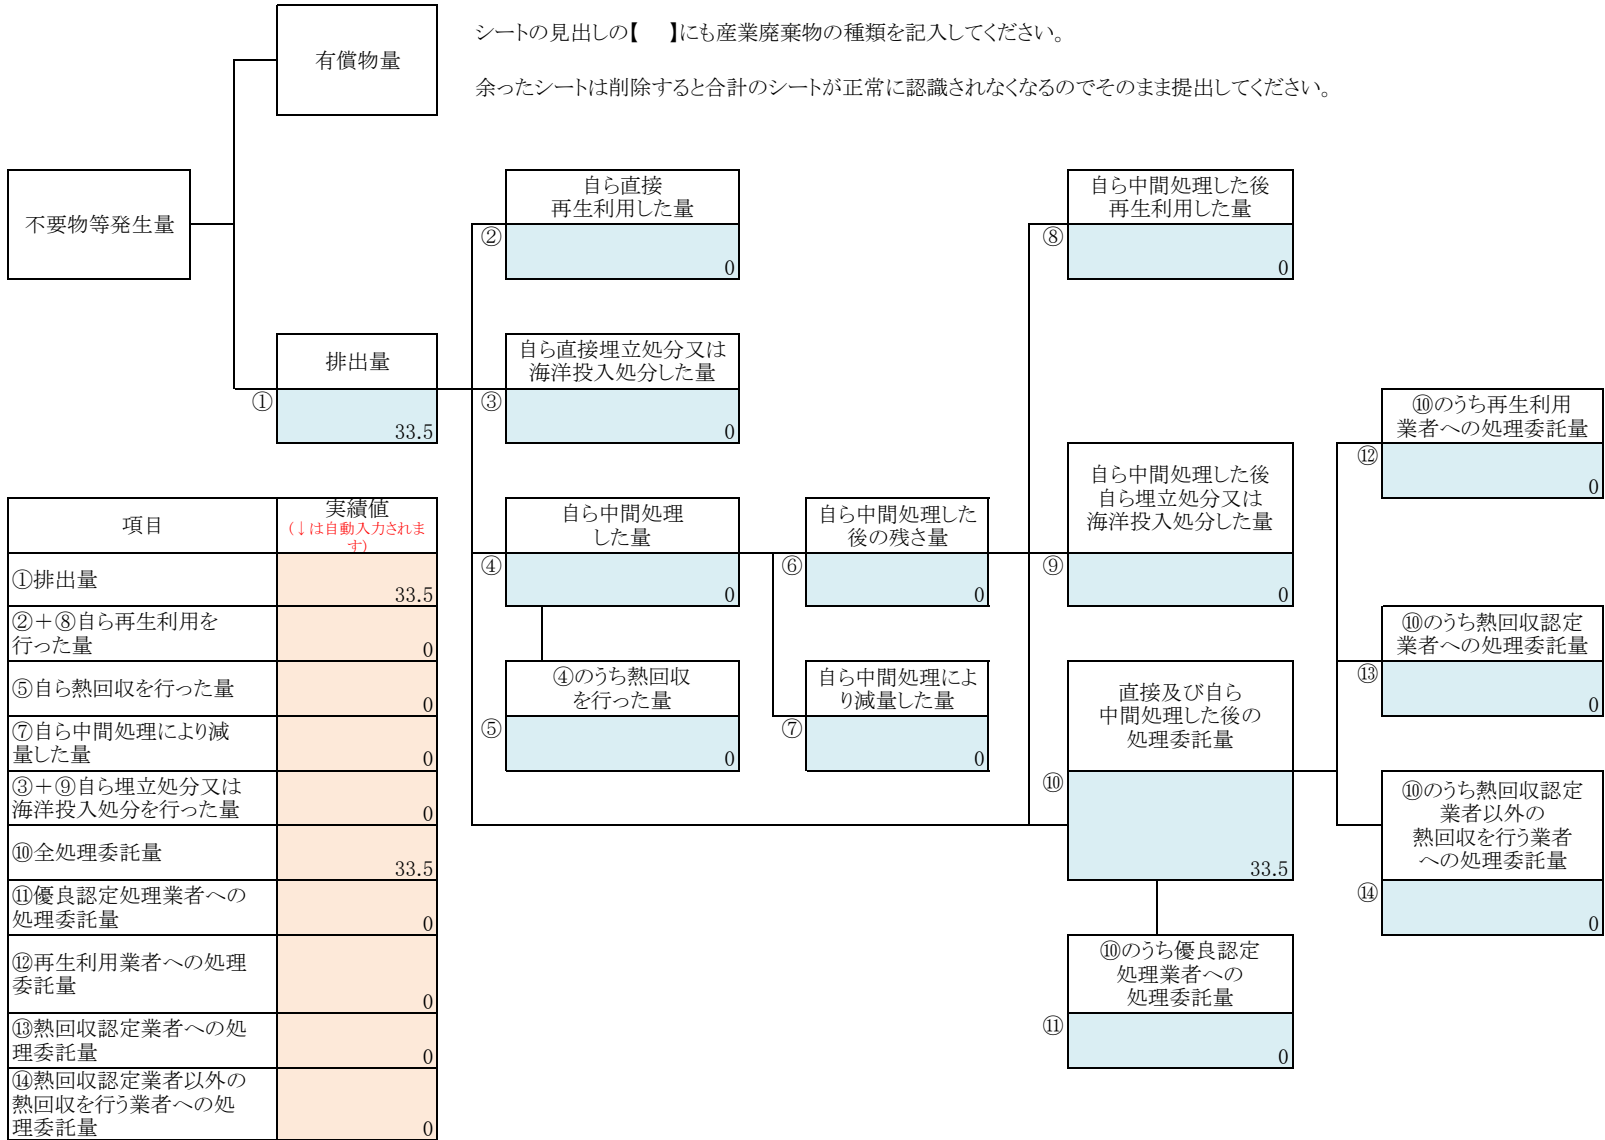 シートの見出しの【　】にも産業廃棄物の種類を記入してください。
余ったシートは削除すると合計のシートが正常に認識されなくなるのでそのまま提出してください。
有償物量
不要物等発生量
排出量
①
33.5
自ら直接
再生利用した量
②
0
自ら直接埋立処分又は
海洋投入処分した量
③
0
自ら中間処理
した量
④
0
④のうち熱回収
を行った量
⑤
0
自ら中間処理した
後の残さ量
⑥
0
自ら中間処理によ
り減量した量
⑦
0
自ら中間処理した後
再生利用した量
⑧
0
自ら中間処理した後
自ら埋立処分又は
海洋投入処分した量
⑨
0
直接及び自ら
中間処理した後の
処理委託量
⑩
33.5
⑩のうち優良認定
処理業者への
処理委託量
⑪
0
⑩のうち再生利用
業者への処理委託量
⑫
0
⑩のうち熱回収認定
業者への処理委託量
⑬
0
⑩のうち熱回収認定
業者以外の
熱回収を行う業者
への処理委託量
⑭
0
項目
実績値
(↓は自動入力されま
す)
①排出量
33.5
②＋⑧自ら再生利用を
行った量
0
⑤自ら熱回収を行った量
0
⑦自ら中間処理により減
量した量
0
③＋⑨自ら埋立処分又は
海洋投入処分を行った量
0
⑩全処理委託量
33.5
⑪優良認定処理業者への
処理委託量
0
⑫再生利用業者への処理
委託量
0
⑬熱回収認定業者への処
理委託量
0
⑭熱回収認定業者以外の
熱回収を行う業者への処
理委託量
0